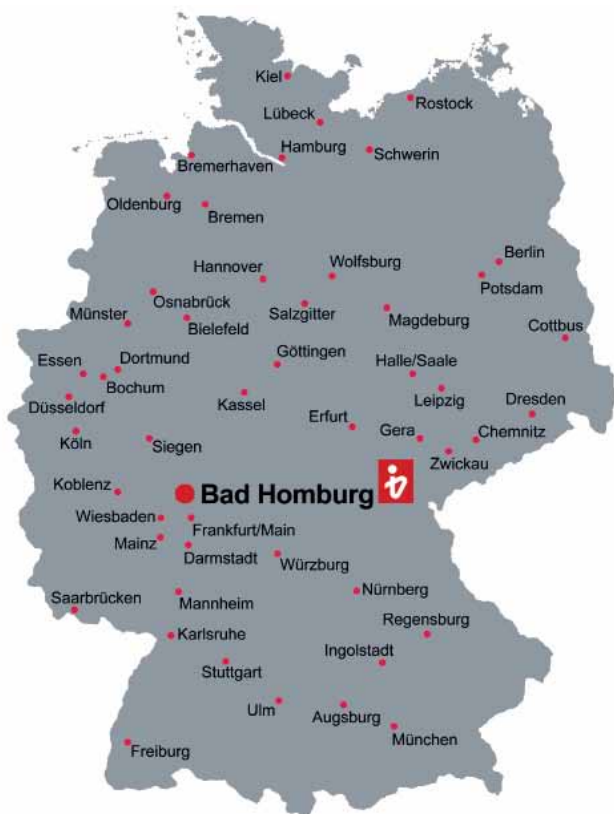 Kiel
Rostock
Lübeck
Hamburg
Schwerin
Bremerhaven
Oldenburg
Bremen
Berlin
Hannover
Wolfsburg
Potsdam
Osnabrück
Salzgitter
Magdeburg
Münster
Bielefeld
Cottbus
Göttingen
Essen
Dortmund
Halle/Saale
Bochum
Leipzig
Düsseldorf
Kassel
Dresden
Erfurt
Gera
Chemnitz
Köln
Siegen
Zwickau
Koblenz
Bad Homburg
Wiesbaden
Frankfurt/Main
Mainz
Darmstadt
Würzburg
Nürnberg
Saarbrücken
Mannheim
Regensburg
Karlsruhe
Ingolstadt
Stuttgart
Ulm
Augsburg
München
Freiburg